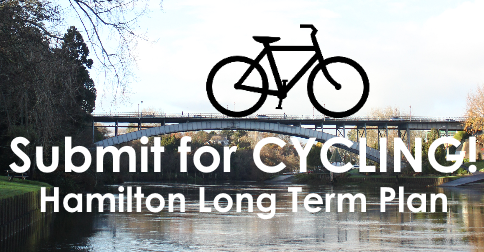 Submit for CYCLING!
Hamilton Long Term Plan